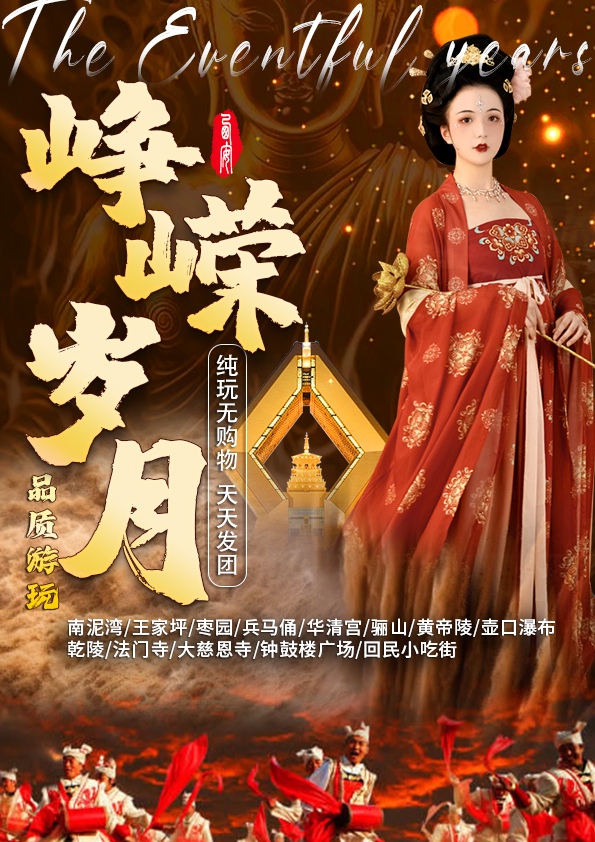 The Eventful years
峥嵘岁月
西安
纯玩无购物 天天发团
品质游玩
南泥湾/王家坪/枣园/兵马俑/华清宫/骊山/黄帝陵/壶口瀑布
乾陵/法门寺/大慈恩寺/钟鼓楼广场/回民小吃街